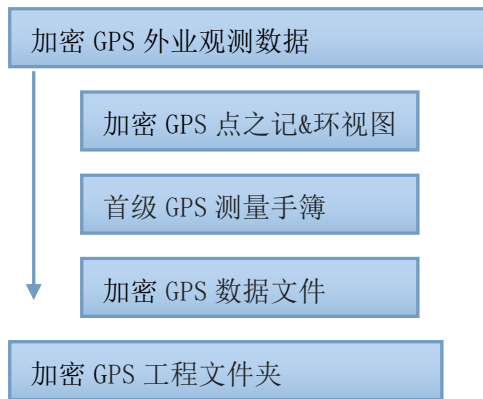 加密 GPS 外业观测数据
加密 GPS 点之记&环视图
首级 GPS 测量手簿
加密 GPS 数据文件
加密 GPS 工程文件夹